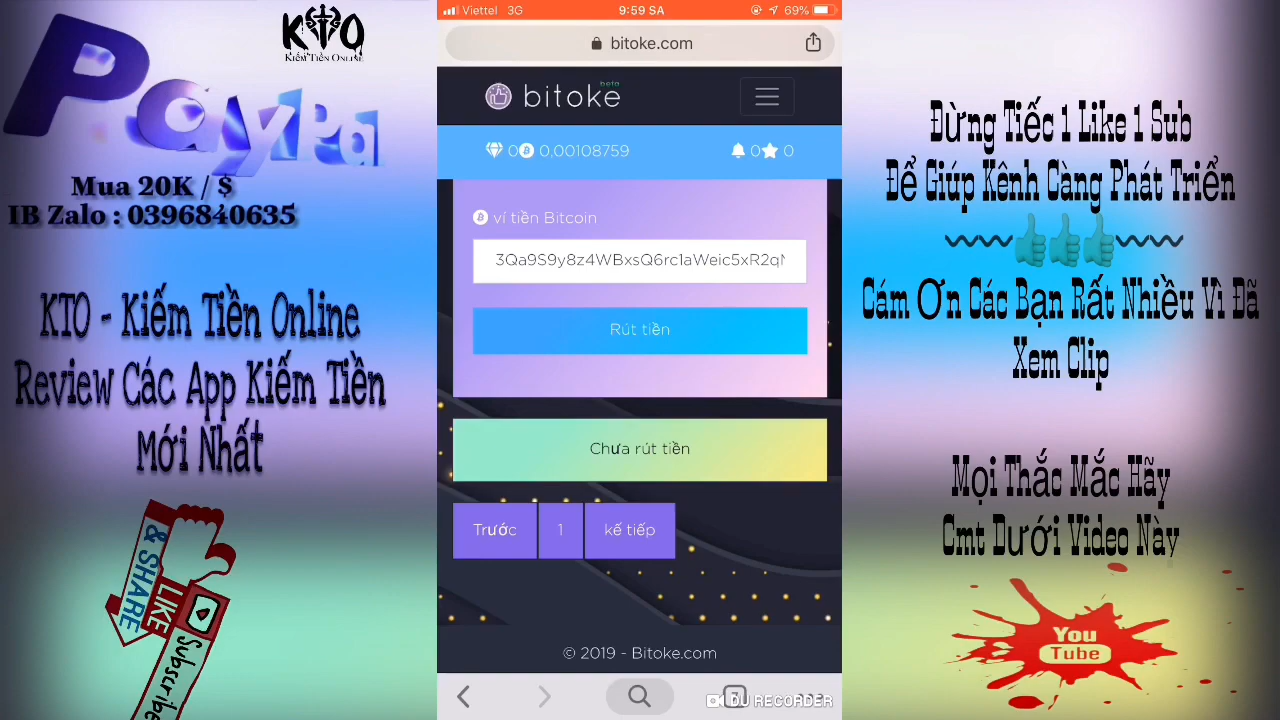 KTO
KIẾM TIỀN ONLINE
PayPal
Mua 20K / $
IB Zalo : 0396840635
KTO - Kiếm Tiền Online
Review Các App Kiếm Tiền
Mới Nhất
LIKE
& SHARE
Subscribe
Viettel 3G 9:59 SA 69%
bitoke.com
bitoke beta
0 0,00108759 0 0
ví tiền Bitcoin
3Qa9S9y8z4WBxsQ6rc1aWeic5xR2q
Rút tiền
Chưa rút tiền
Trước 1 kế tiếp
© 2019 - Bitoke.com
DU RECORDER
Đừng Tiếc 1 Like 1 Sub
Để Giúp Kênh Càng Phát Triển
Cám Ơn Các Bạn Rất Nhiều Vì Đã
Xem Clip
Mọi Thắc Mắc Hãy
Cmt Dưới Video Này
You
Tube